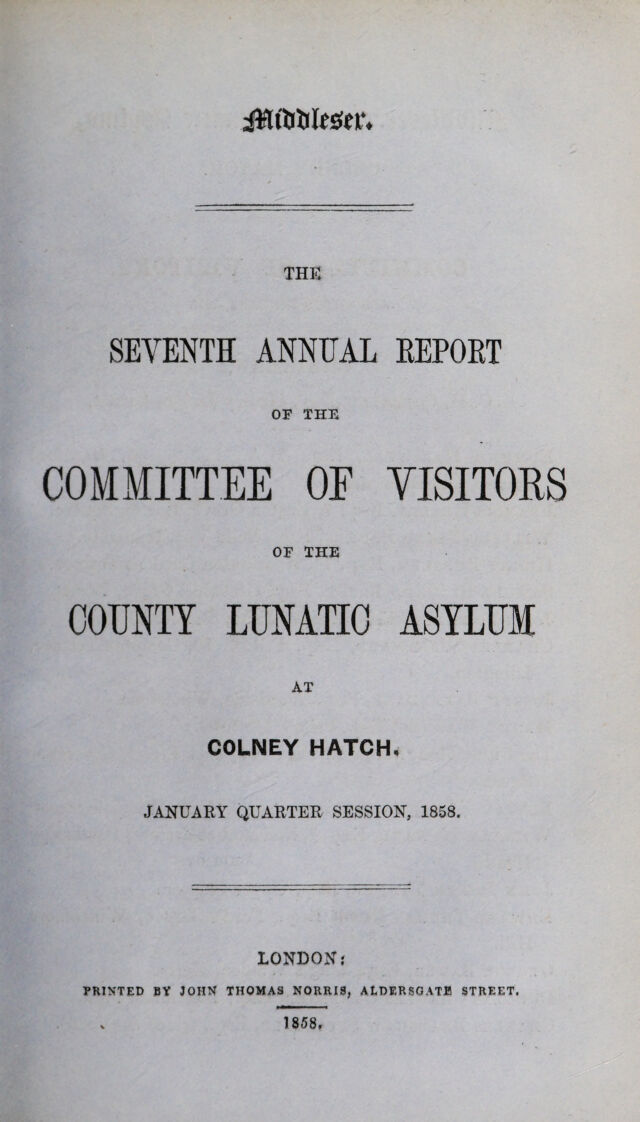 Middlesex.
THE
SEVENTH ANNUAL REPORT
OF THE
COMMITTEE OF VISITORS
OF THE
COUNTY LUNATIC ASYLUM
AT
COLNEY HATCH.
JANUARY QUARTER SESSION, 1858.
LONDON:
PRINTED BY JOHN THOMAS NORRIS, ALDERSGATE STREET.
1858.